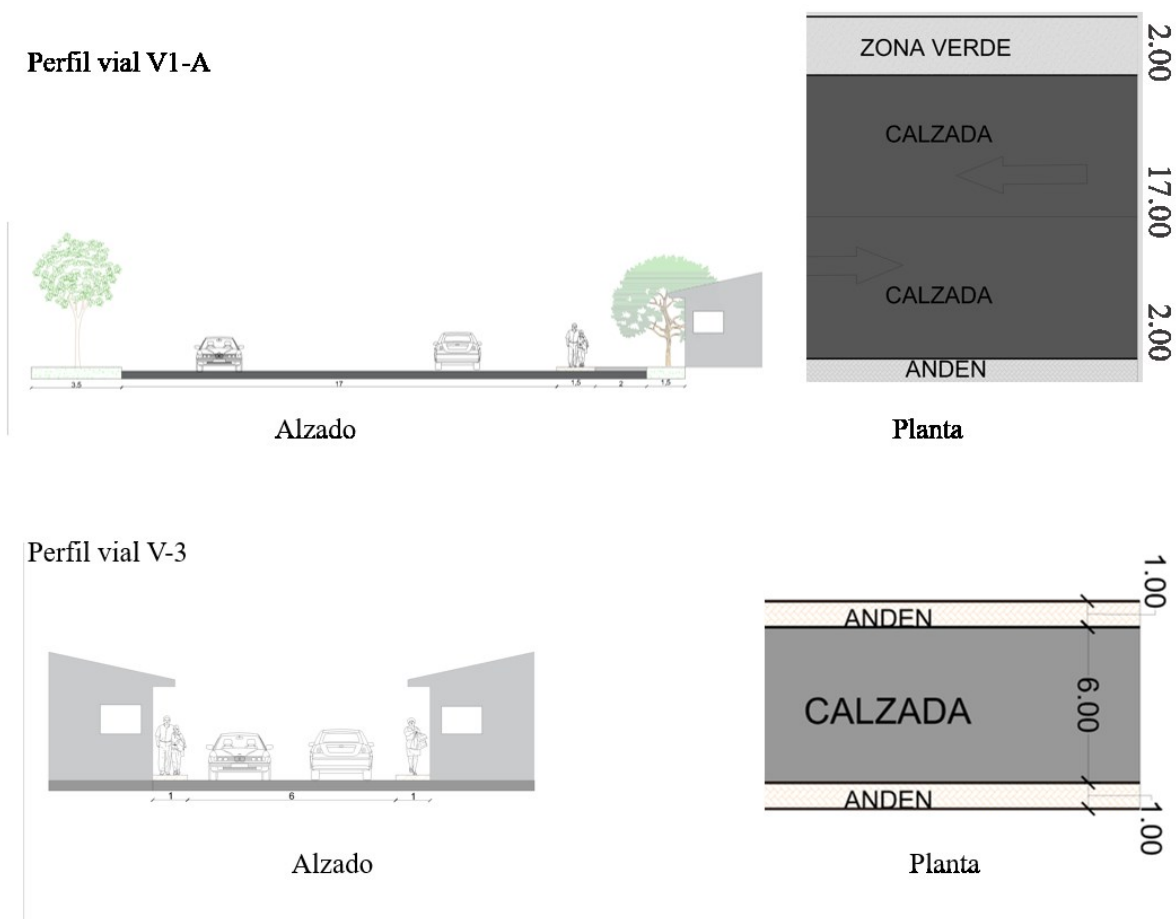 Perfil vial V1-A
3.5
17
1,5
2
1,5
Alzado
ZONA VERDE
CALZADA
CALZADA
ANDEN
2.00
17.00
2.00
Planta
Perfil vial V-3
1
6
1
Alzado
ANDEN
CALZADA
ANDEN
1.00
6.00
1.00
Planta